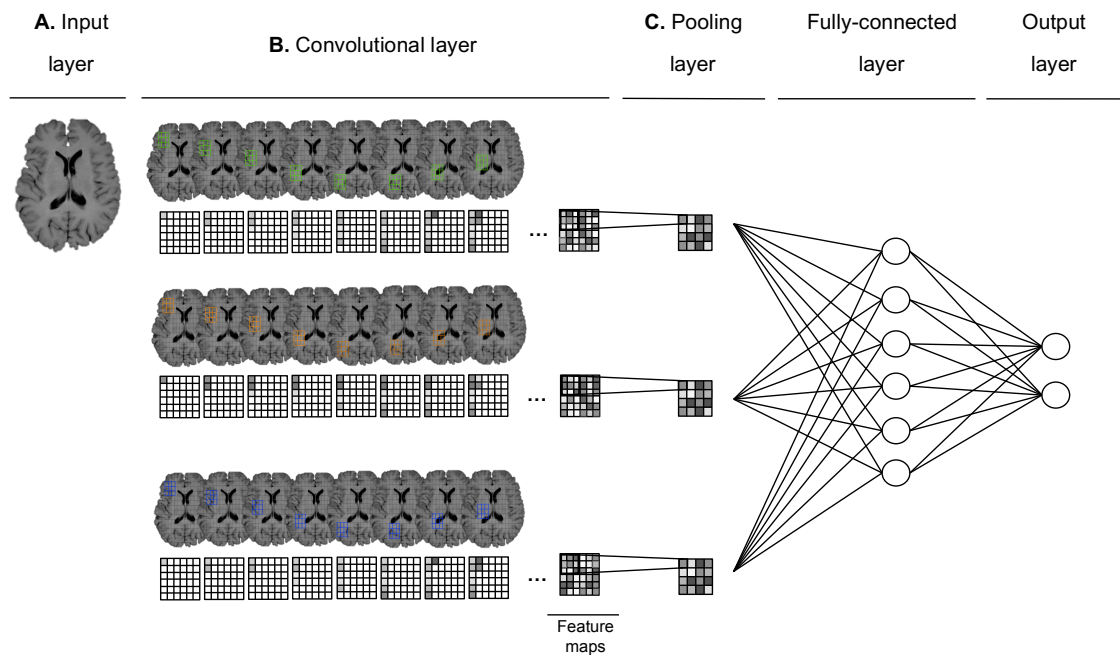 A. Input
layer
B. Convolutional layer
C. Pooling
layer
Fully-connected
layer
Output
layer
...
...
...
Feature
maps